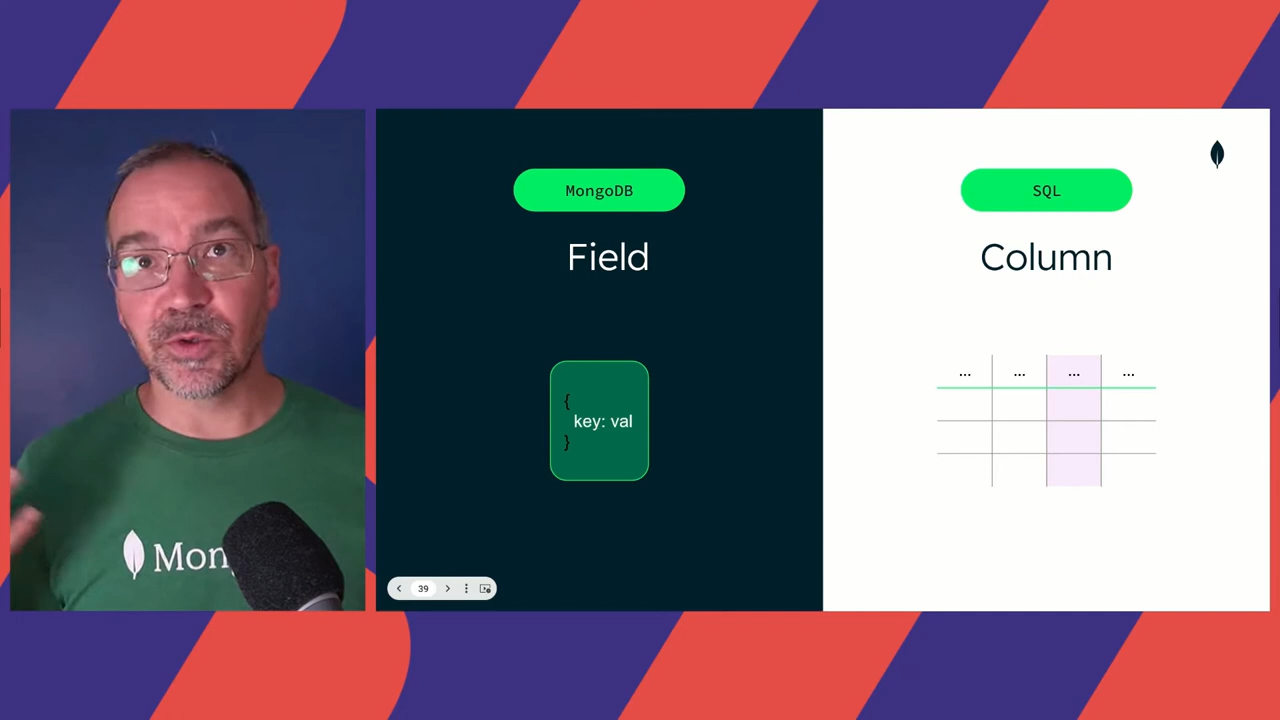 MongoDB
Field
{
key: val
}
SQL
Column
... ... ... ...
Mon
39